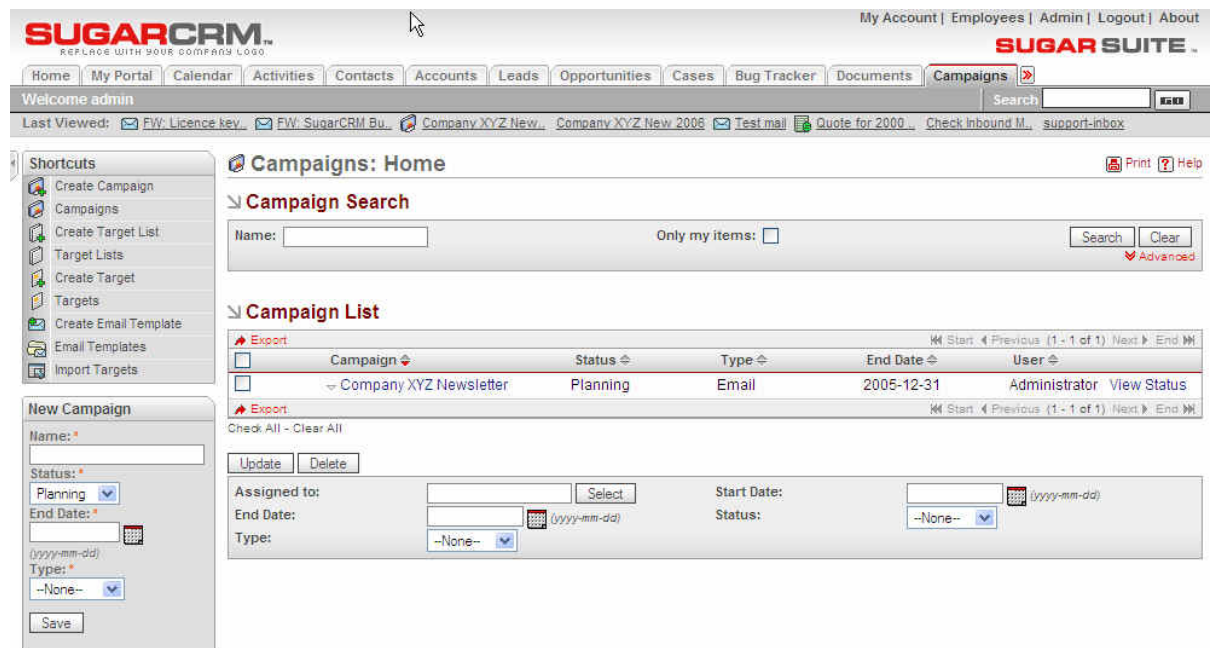 My Account | Employees | Admin | Logout | About
SUGARCRM™
REPLACE WITH YOUR COMPANY LOGO
SUGAR SUITE™
Home My Portal Calendar Activities Contacts Accounts Leads Opportunities Cases Bug Tracker Documents Campaigns
Welcome admin Search GO
Last Viewed: FW: Licence key.. FW: SugarCRM Bu.. Company XYZ New.. Company XYZ New 2006 Test mail Quote for 2000 .. Check Inbound M.. support-inbox
Shortcuts
Create Campaign
Campaigns
Create Target List
Target Lists
Create Target
Targets
Create Email Template
Email Templates
Import Targets
New Campaign
Name: *
Status: *
Planning
End Date: *
(yyyy-mm-dd)
Type: *
--None--
Save
Campaigns: Home Print ? Help
Campaign Search
Name: Only my items: Search Clear
Advanced
Campaign List
Export Start Previous (1 - 1 of 1) Next End
Campaign Status Type End Date User
Company XYZ Newsletter Planning Email 2005-12-31 Administrator View Status
Export Start Previous (1 - 1 of 1) Next End
Check All - Clear All
Update Delete
Assigned to: Select Start Date: (yyyy-mm-dd)
End Date: (yyyy-mm-dd) Status: --None--
Type: --None--